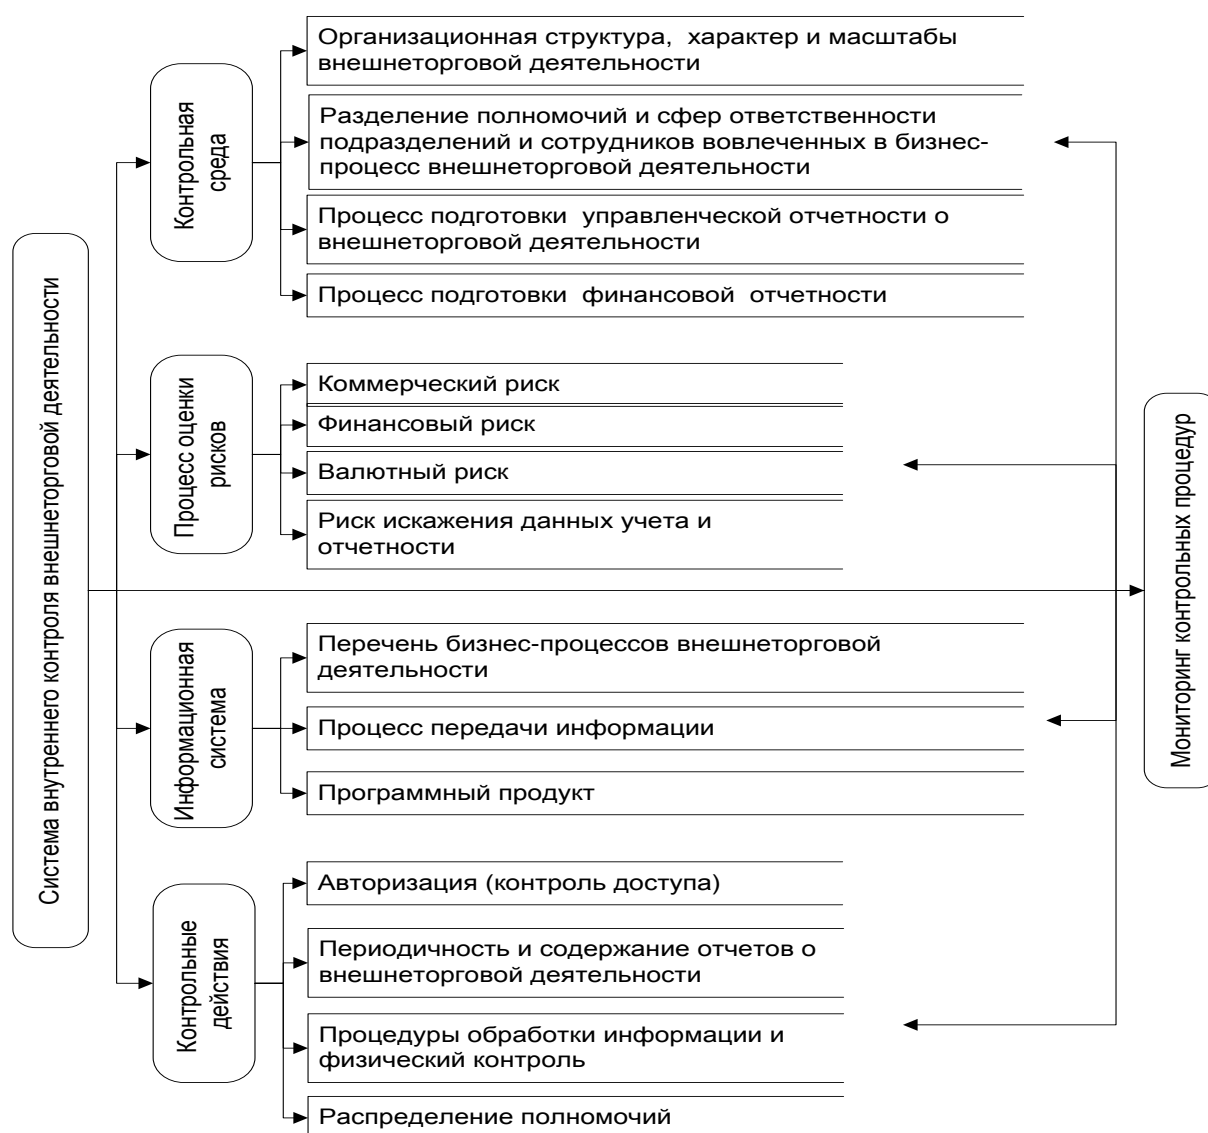 Система внутреннего контроля внешнеторговой деятельности
Контрольная
среда
Организационная структура, характер и масштабы
внешнеторговой деятельности
Разделение полномочий и сфер ответственности
подразделений и сотрудников вовлеченных в бизнес-
процесс внешнеторговой деятельности
Процесс подготовки управленческой отчетности о
внешнеторговой деятельности
Процесс подготовки финансовой отчетности
Процесс оценки
рисков
Коммерческий риск
Финансовый риск
Валютный риск
Риск искажения данных учета и
отчетности
Информационная
система
Перечень бизнес-процессов внешнеторговой
деятельности
Процесс передачи информации
Программный продукт
Контрольные
действия
Авторизация (контроль доступа)
Периодичность и содержание отчетов о
внешнеторговой деятельности
Процедуры обработки информации и
физический контроль
Распределение полномочий
Мониторинг контрольных процедур